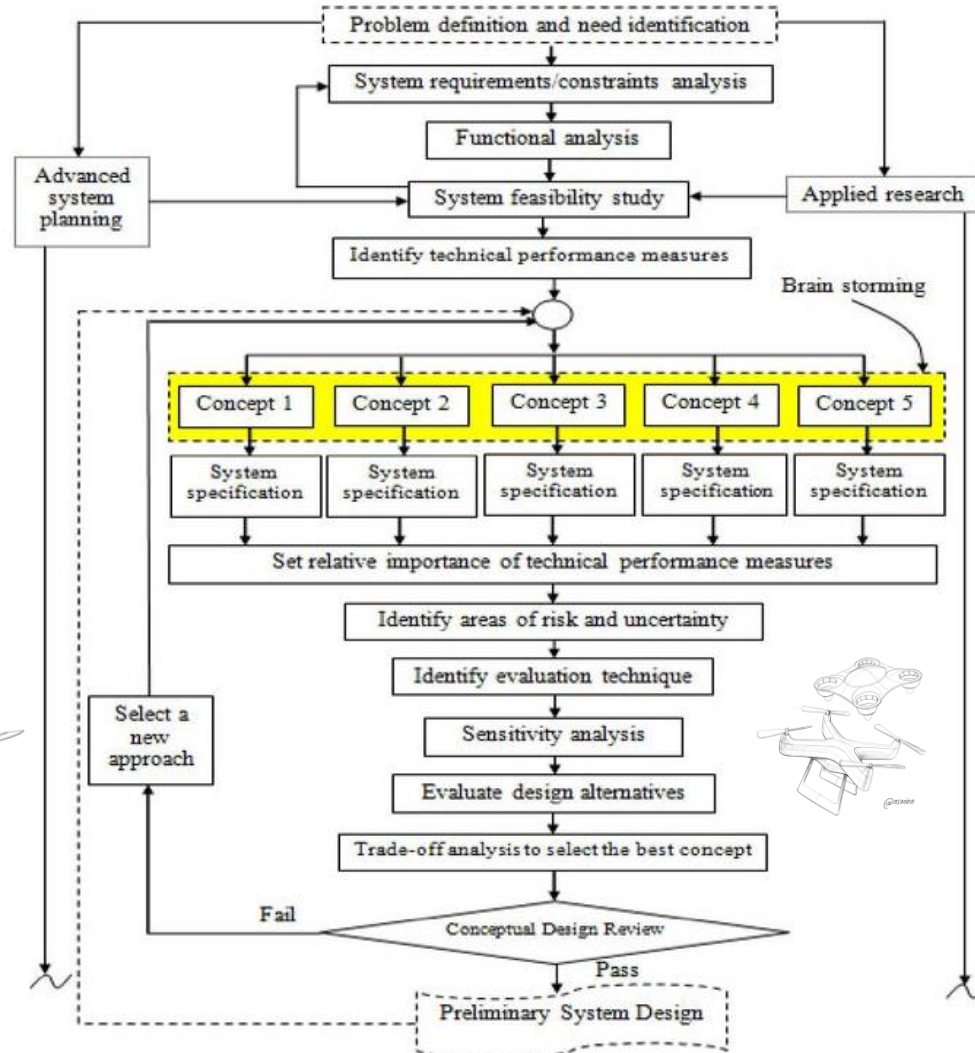 Problem definition and need identification
System requirements/constraints analysis
Functional analysis
Advanced
system
planning
System feasibility study
Applied research
Identify technical performance measures
Brain storming
Concept 1
Concept 2
Concept 3
Concept 4
Concept 5
System
specification
System
specification
System
specification
System
specification
System
specification
Set relative importance of technical performance measures
Identify areas of risk and uncertainty
Identify evaluation technique
Select a
new
approach
Sensitivity analysis
Evaluate design alternatives
Trade-off analysis to select the best concept
Fail
Conceptual Design Review
Pass
Preliminary System Design